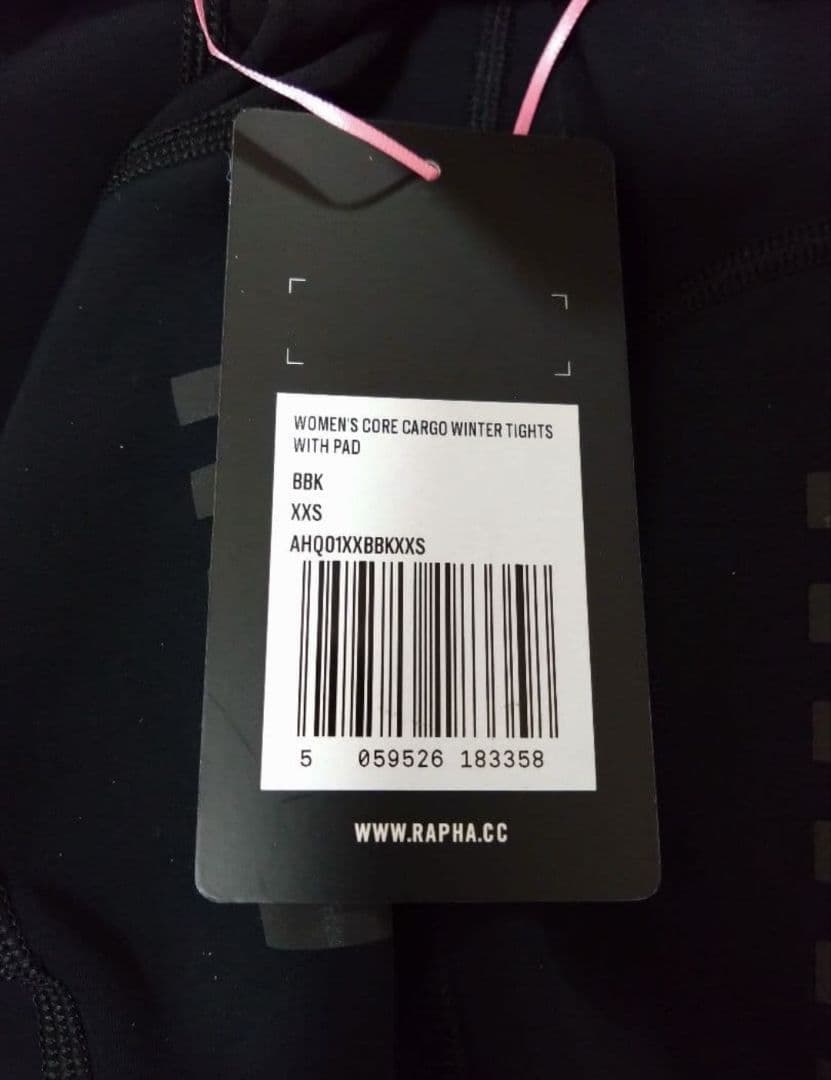 WOMEN'S CORE CARGO WINTER TIGHTS
WITH PAD
BBK
XXS
AHQ01XXBBKXXS
5 059526 183358
WWW.RAPHA.CC